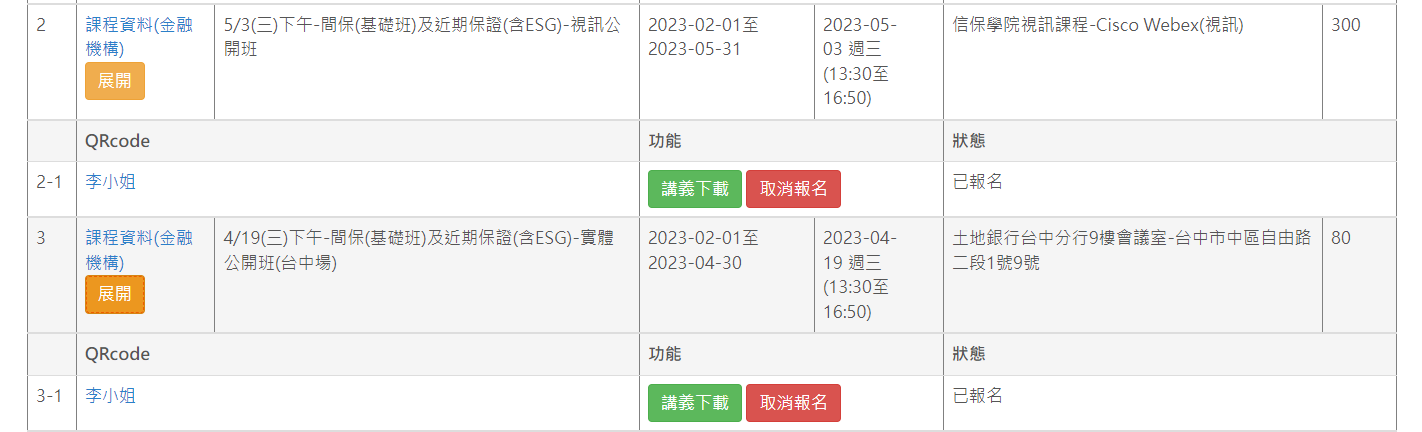 2 課程資料(金融 5/3(三)下午-間保(基礎班)及近期保證(含ESG)-視訊公 2023-02-01至 2023-05- 信保學院視訊課程-Cisco Webex(視訊) 300
機構) 開班 2023-05-31 03 週三
展開 (13:30至
16:50)
QRcode 功能 狀態
2-1 李小姐 講義下載 取消報名 已報名
3 課程資料(金融 4/19(三)下午-間保(基礎班)及近期保證(含ESG)-實體 2023-02-01至 2023-04- 土地銀行台中分行9樓會議室-台中市中區自由路 80
機構) 公開班(台中場) 2023-04-30 19 週三 二段1號9號
展開 (13:30至
16:50)
QRcode 功能 狀態
3-1 李小姐 講義下載 取消報名 已報名